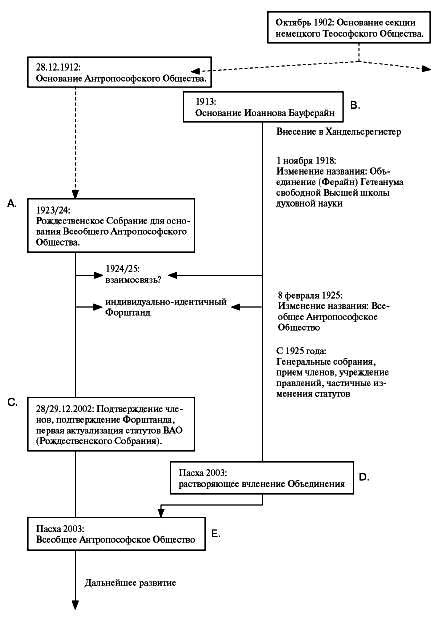 Октябрь 1902: Основание секции
немецкого Теософского Общества.
28.12.1912:
Основание Антропософского Общества.
1913:
Основание Иоаннова Бауферайн
B.
Внесение в Хандельсрегистер
1 ноября 1918:
Изменение названия: Объ-
единение (Ферайн) Гетеанума
свободной Высшей школы
духовной науки
A.
1923/24:
Рождественское Собрание для осно-
вания Всеобщего Антропософского
Общества.
1924/25:
взаимосвязь?
индивидуально-идентичный
Форштанд
8 февраля 1925:
Изменение названия: Все-
общее Антропософское
Общество
С 1925 года:
Генеральные собрания,
прием членов, учреждение
правлений, частичные из-
менения статутов
C.
28/29.12.2002: Подтверждение чле-
нов, подтверждение Форштанда,
первая актуализация статутов ВАО
(Рождественского Собрания).
Пасха 2003:
растворяющее вчленение Объединения
D.
Пасха 2003:
Всеобщее Антропософское Общество
E.
Дальнейшее развитие